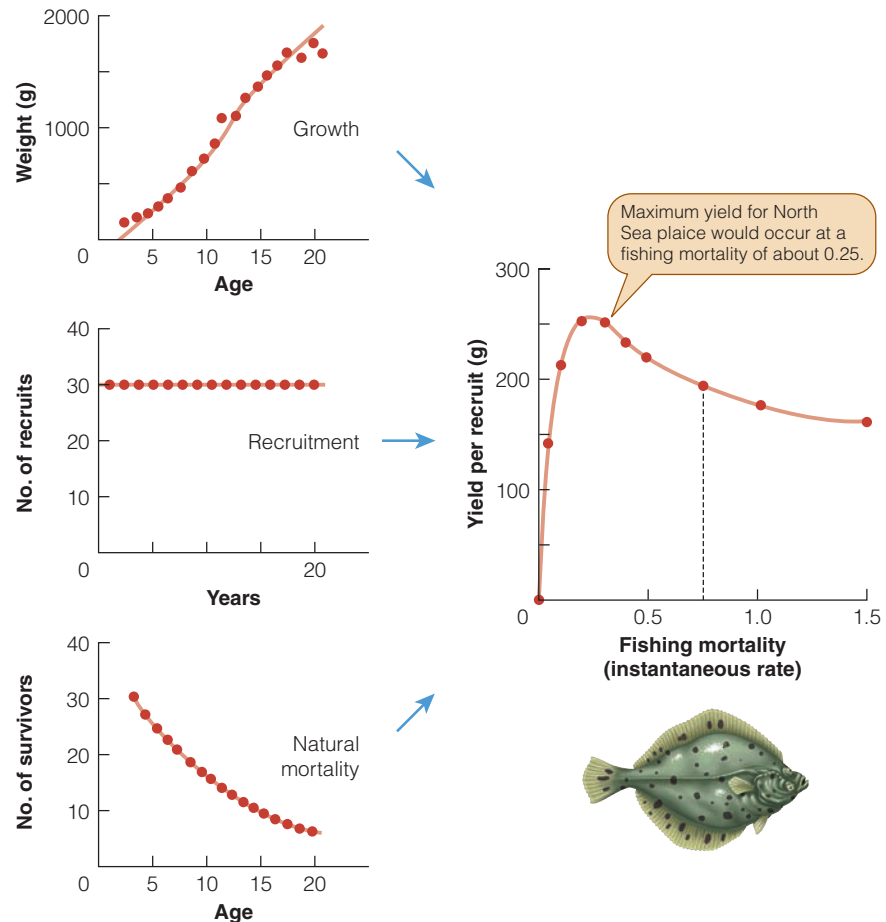 2000
1000
0
5
10
15
20
Weight (g)
Age
Growth
40
30
20
10
0
20
No. of recruits
Years
Recruitment
40
30
20
10
0
5
10
15
20
No. of survivors
Age
Natural
mortality
Maximum yield for North
Sea plaice would occur at a
fishing mortality of about 0.25.
300
200
100
0
0.5
1.0
1.5
Yield per recruit (g)
Fishing mortality
(instantaneous rate)